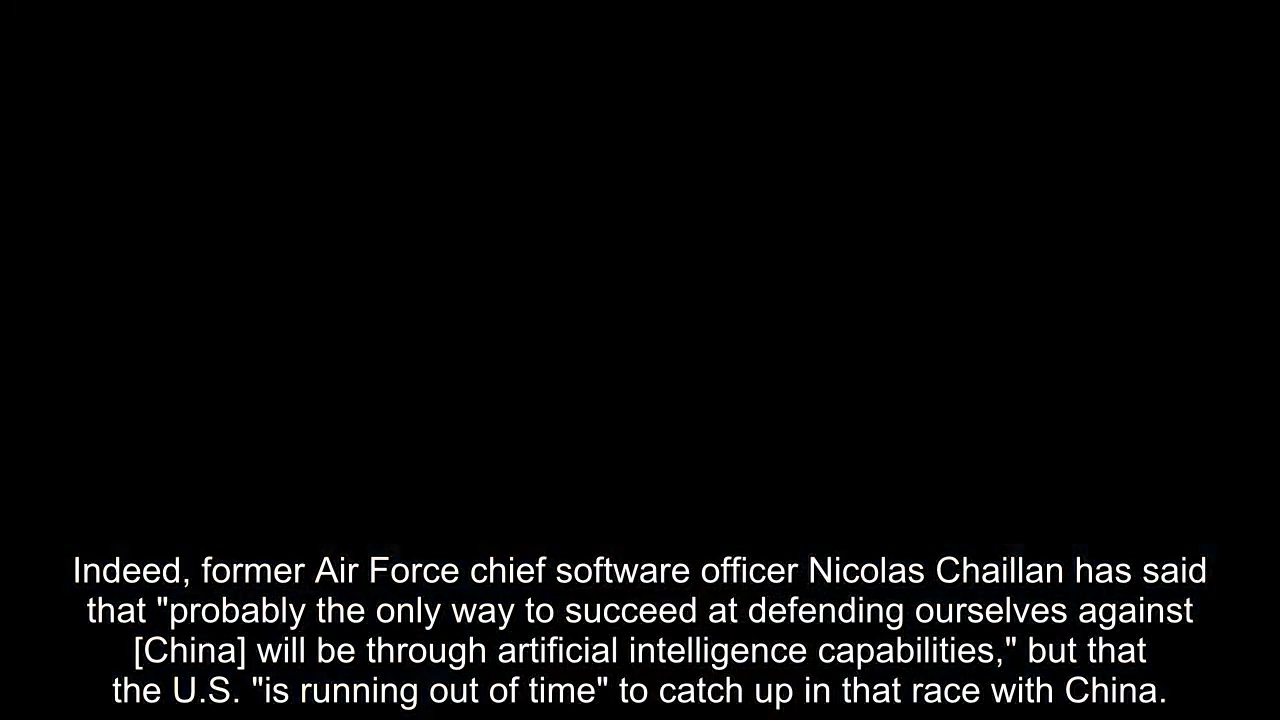 Indeed, former Air Force chief software officer Nicolas Chaillan has said
that "probably the only way to succeed at defending ourselves against
[China] will be through artificial intelligence capabilities," but that
the U.S. "is running out of time" to catch up in that race with China.